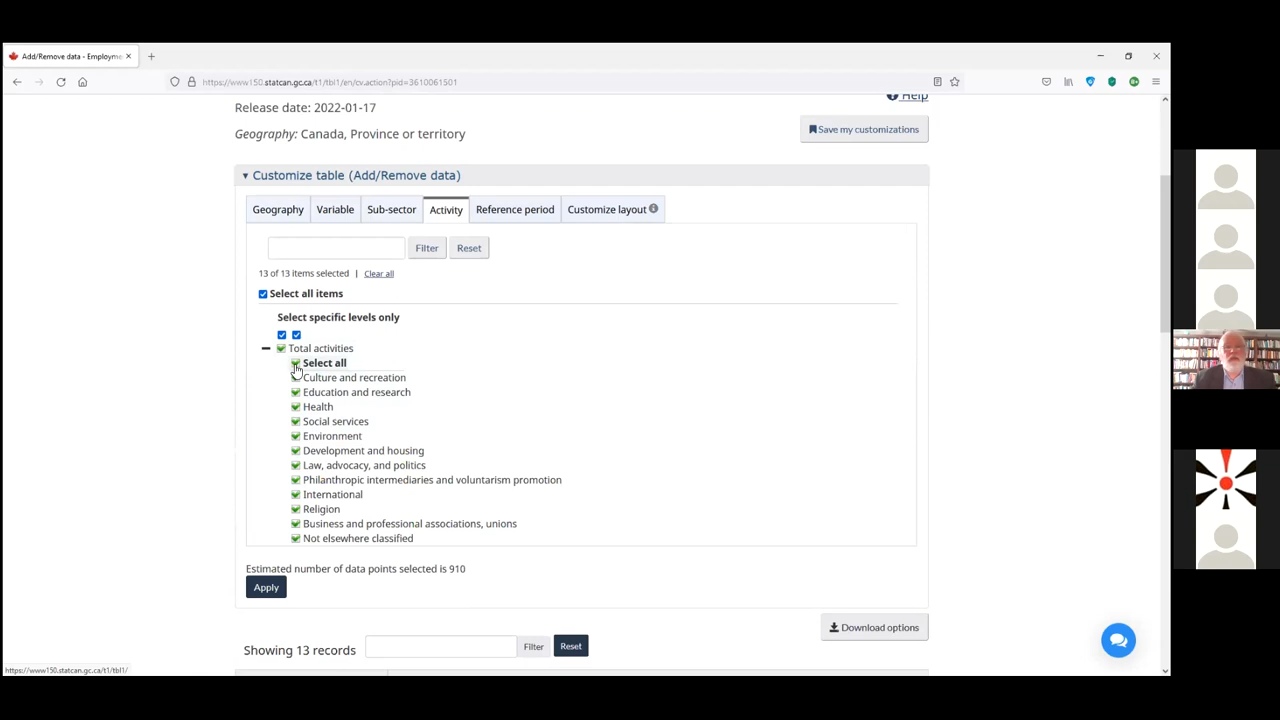 Add/Remove data - Employme
https://www150.statcan.gc.ca/t1/tbl1/en/cv.action?pid=3610061501
Help
Release date: 2022-01-17
Geography: Canada, Province or territory
Save my customizations
Customize table (Add/Remove data)
Geography Variable Sub-sector Activity Reference period Customize layout
Filter Reset
13 of 13 items selected | Clear all
Select all items
Select specific levels only
Total activities
Select all
Culture and recreation
Education and research
Health
Social services
Environment
Development and housing
Law, advocacy, and politics
Philanthropic intermediaries and voluntarism promotion
International
Religion
Business and professional associations, unions
Not elsewhere classified
Estimated number of data points selected is 910
Apply
Download options
Showing 13 records Filter Reset
https://www150.statcan.gc.ca/t1/tbl1/